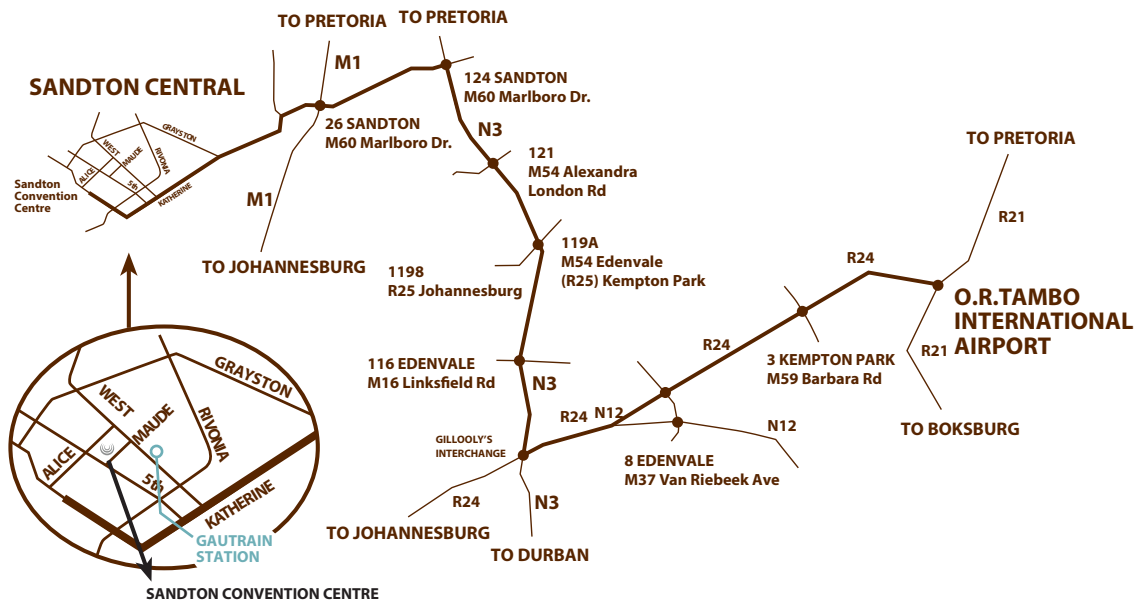 TO PRETORIA
TO PRETORIA
M1
SANDTON CENTRAL
124 SANDTON
M60 Marlboro Dr.
GRAYSTON
26 SANDTON
M60 Marlboro Dr.
N3
WEST
MAUDE
RIVONIA
ALICE
5th
KATHERINE
Sandton
Convention
Centre
121
M54 Alexandra
London Rd
TO PRETORIA
M1
R21
TO JOHANNESBURG
119A
M54 Edenvale
(R25) Kempton Park
1198
R25 Johannesburg
R24
O.R.TAMBO
INTERNATIONAL
AIRPORT
R24
R21
3 KEMPTON PARK
M59 Barbara Rd
116 EDENVALE
M16 Linksfield Rd
N3
R24
N12
N12
TO BOKSBURG
GILLOOLY'S
INTERCHANGE
8 EDENVALE
M37 Van Riebeek Ave
R24
N3
TO JOHANNESBURG
TO DURBAN
GRAYSTON
WEST
MAUDE
RIVONIA
ALICE
5th
KATHERINE
GAUTRAIN
STATION
SANDTON CONVENTION CENTRE